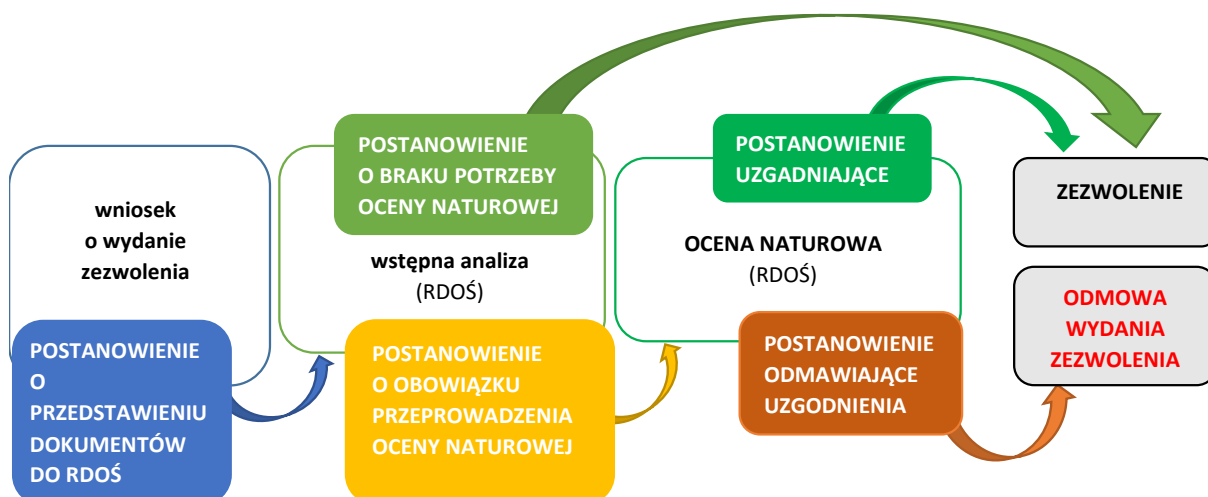 wniosek
o wydanie
zezwolenia
POSTANOWIENIE
O
PRZEDSTAWIENIU
DOKUMENTÓW
DO RDOŚ
POSTANOWIENIE
O BRAKU POTRZEBY
OCENY NATUROWEJ
wstępna analiza
(RDOŚ)
POSTANOWIENIE
O OBOWIĄZKU
PRZEPROWADZENIA
OCENY NATUROWEJ
POSTANOWIENIE
UZGADNIAJĄCE
OCENA NATUROWA
(RDOŚ)
POSTANOWIENIE
ODMAWIAJĄCE
UZGODNIENIA
ZEZWOLENIE
ODMOWA
WYDANIA
ZEZWOLENIA